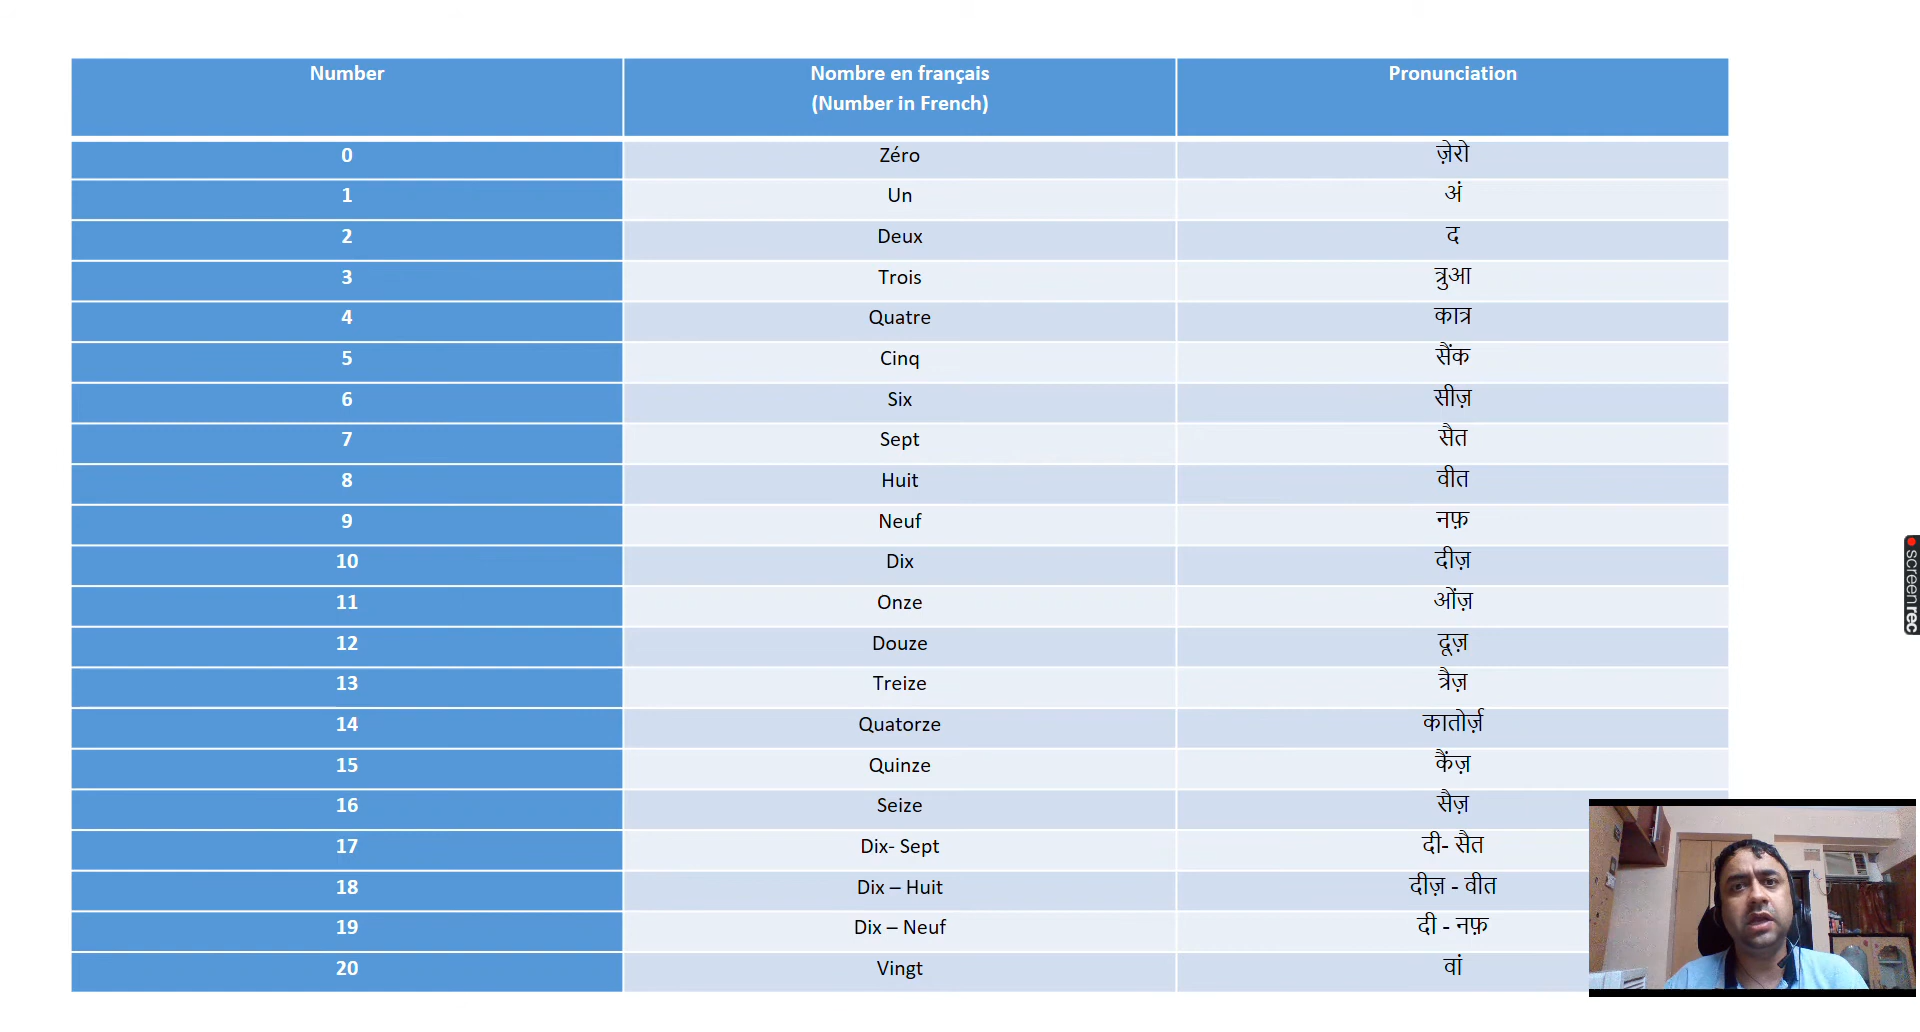 Number Nombre en français Pronunciation
(Number in French)
0 Zéro ज़ेरो
1 Un अं
2 Deux द
3 Trois त्रुआ
4 Quatre कात्र
5 Cinq सैंक
6 Six सीज़
7 Sept सैत
8 Huit वीत
9 Neuf नफ़
10 Dix दीज़
11 Onze ओंज़
12 Douze दूज़
13 Treize त्रैज़
14 Quatorze कातोर्ज़
15 Quinze कैंज़
16 Seize सैज़
17 Dix- Sept दी- सैत
18 Dix – Huit दीज़ - वीत
19 Dix – Neuf दी - नफ़
20 Vingt वां
screenrec